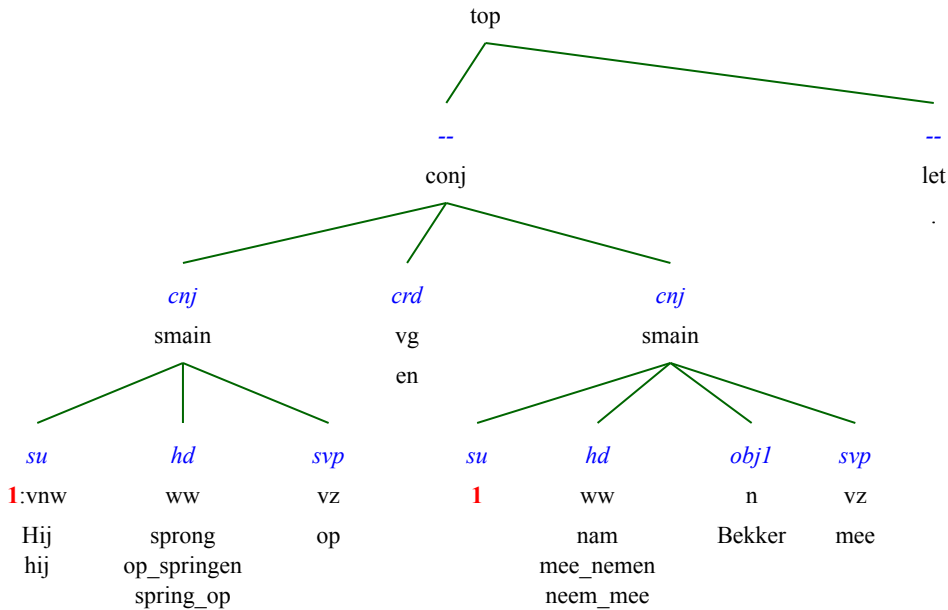 top
-- --
conj let
.
cnj crd cnj
smain vg smain
en
su hd svp su hd obj1 svp
1:vnw ww vz 1 ww n vz
Hij sprong op nam Bekker mee
hij op_springen mee_nemen
spring_op neem_mee